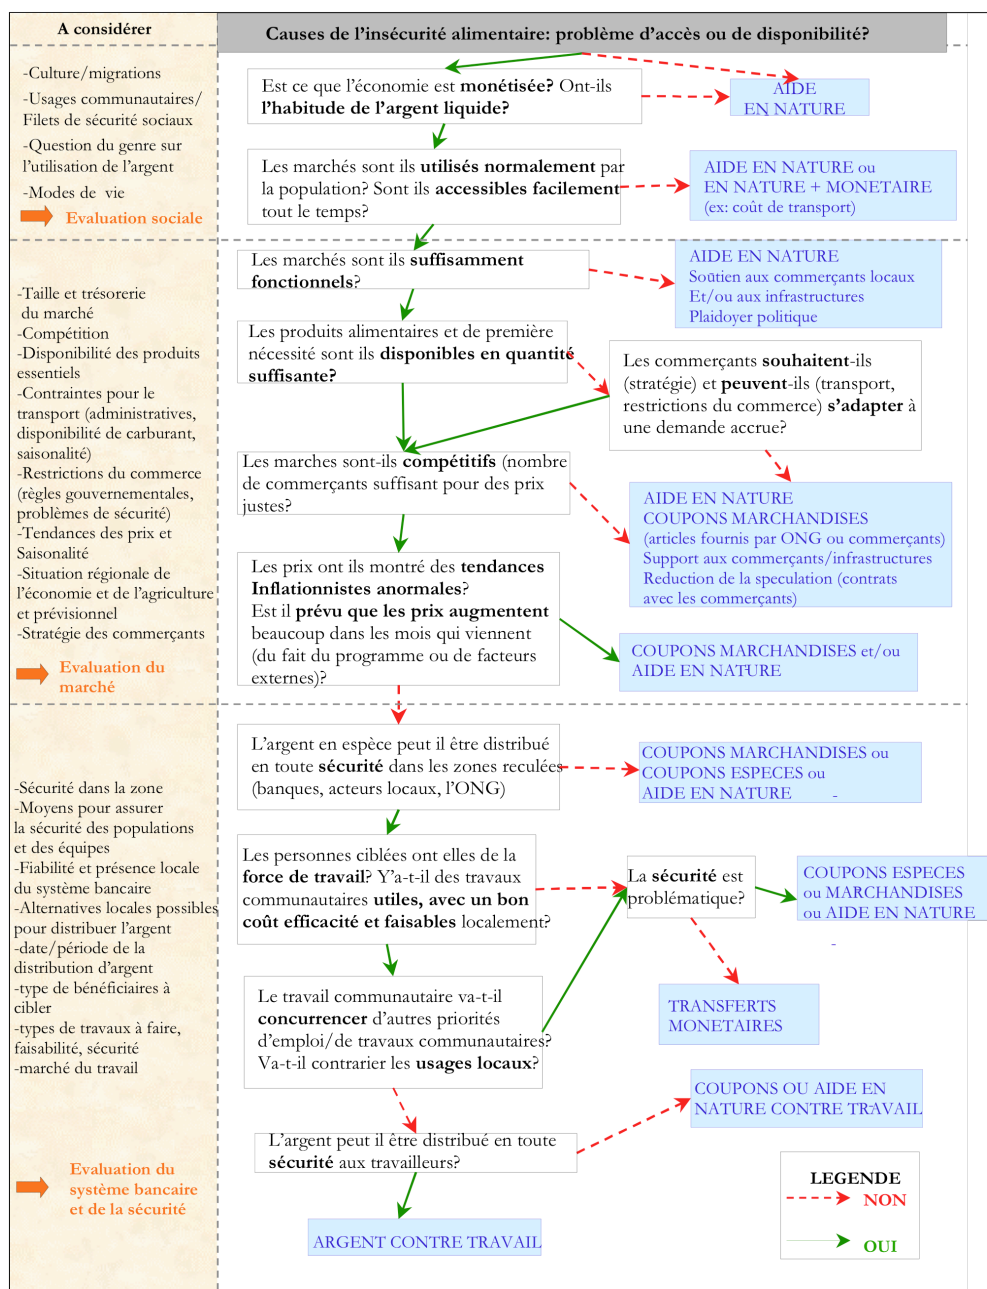 A considérer
-Culture/migrations
-Usages communautaires/
Filets de sécurité sociaux
-Question du genre sur
l'utilisation de l'argent
-Modes de vie
Evaluation sociale
-Taille et trésorerie
du marché
-Compétition
-Disponibilité des produits
essentiels
-Contraintes pour le
transport (administratives,
disponibilité de carburant,
saisonalité)
-Restrictions du commerce
(règles gouvernementales,
problèmes de sécurité)
-Tendances des prix et
Saisonalité
-Situation régionale de
l'économie et de l'agriculture
et prévisionnel
-Stratégie des commerçants
Evaluation du
marché
-Sécurité dans la zone
-Moyens pour assurer
la sécurité des populations
et des équipes
-Fiabilité et présence locale
du système bancaire
-Alternatives locales possibles
pour distribuer l'argent
-date/période de la
distribution d'argent
-type de bénéficiaires à
cibler
-types de travaux à faire,
faisabilité, sécurité
-marché du travail
Evaluation du
système bancaire
et de la sécurité
Causes de l'insécurité alimentaire: problème d'accès ou de disponibilité?
Est ce que l'économie est monétisée? Ont-ils
l'habitude de l'argent liquide?
AIDE
EN NATURE
Les marchés sont ils utilisés normalement par
la population? Sont ils accessibles facilement
tout le temps?
AIDE EN NATURE ou
EN NATURE + MONETAIRE
(ex: coût de transport)
Les marchés sont ils suffisamment
fonctionnels?
AIDE EN NATURE
Soutien aux commerçants locaux
Et/ou aux infrastructures
Plaidoyer politique
Les produits alimentaires et de première
nécessité sont ils disponibles en quantité
suffisante?
Les commerçants souhaitent-ils
(stratégie) et peuvent-ils (transport,
restrictions du commerce) s'adapter à
une demande accrue?
Les marches sont-ils compétitifs (nombre
de commerçants suffisant pour des prix
justes?
AIDE EN NATURE
COUPONS MARCHANDISES
(articles fournis par ONG ou commerçants)
Support aux commerçants/infrastructures
Reduction de la speculation (contrats
avec les commerçants)
Les prix ont ils montré des tendances
Inflationnistes anormales?
Est il prévu que les prix augmentent
beaucoup dans les mois qui viennent
(du fait du programme ou de facteurs
externes)?
COUPONS MARCHANDISES et/ou
AIDE EN NATURE
L'argent en espèce peut il être distribué
en toute sécurité dans les zones reculées
(banques, acteurs locaux, l'ONG)
COUPONS MARCHANDISES ou
COUPONS ESPECES ou
AIDE EN NATURE -
Les personnes ciblées ont elles de la
force de travail? Y'a-t-il des travaux
communautaires utiles, avec un bon
coût efficacité et faisables localement?
La sécurité est
problématique?
COUPONS ESPECES
ou MARCHANDISES
ou AIDE EN NATURE
-
Le travail communautaire va-t-il
concurrencer d'autres priorités
d'emploi/de travaux communautaires?
Va-t-il contrarier les usages locaux?
TRANSFERTS
MONETAIRES
COUPONS OU AIDE EN
NATURE CONTRE TRAVAIL
L'argent peut il être distribué en toute
sécurité aux travailleurs?
ARGENT CONTRE TRAVAIL
LEGENDE
NON
OUI